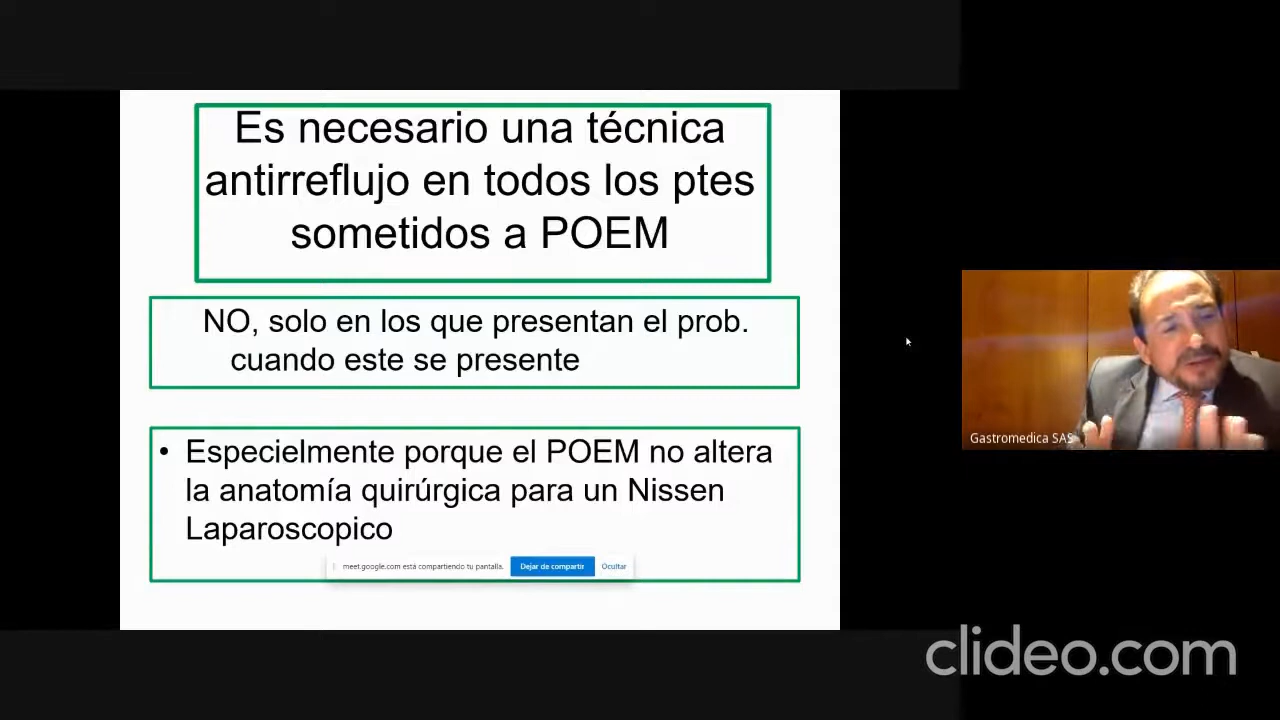 Es necesario una técnica
antirreflujo en todos los ptes
sometidos a POEM
NO, solo en los que presentan el prob.
cuando este se presente
• Especielmente porque el POEM no altera
la anatomía quirúrgica para un Nissen
Laparoscopico
meet.google.com está compartiendo tu pantalla.
Dejar de compartir
Ocultar
Gastromedica SAS
clideo.com